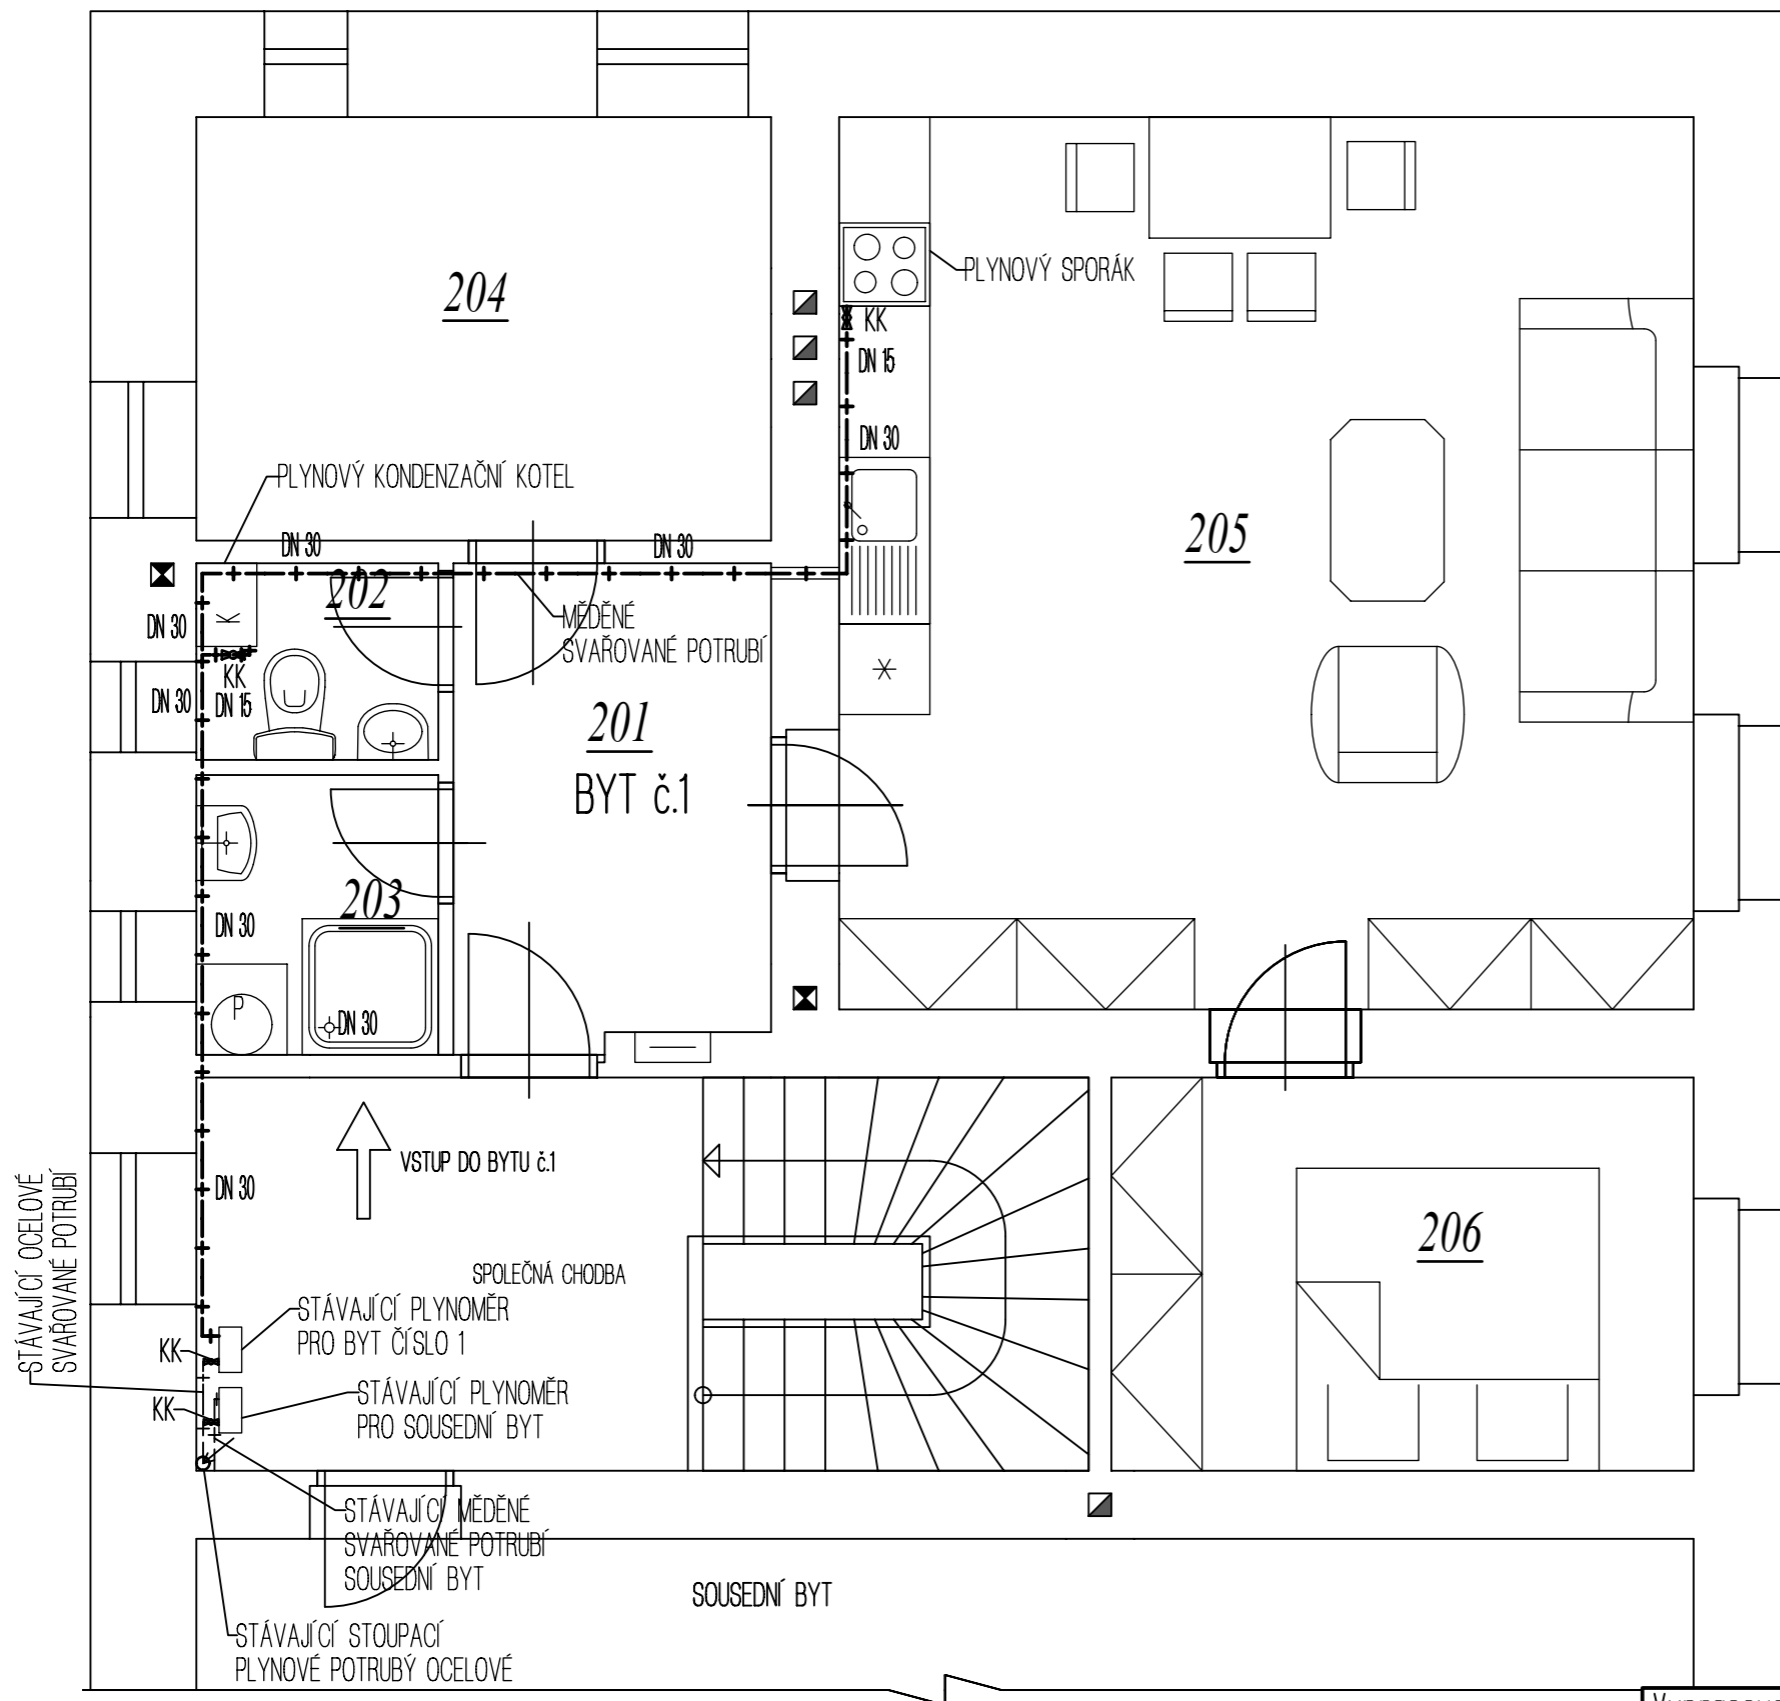 204
PLYNOVÝ SPORÁK
KK
DN 15
DN 30
PLYNOVÝ KONDENZAČNÍ KOTEL
205
DN 30
DN 30
202
K
DN 30
MĚDĚNÉ
SVAŘOVANÉ POTRUBÍ
KK
DN 30
DN 15
201
BYT č.1
203
DN 30
P
DN 30
VSTUP DO BYTU č.1
DN 30
STÁVAJÍCÍ OCELOVÉ
SVAŘOVANÉ POTRUBÍ
206
SPOLEČNÁ CHODBA
STÁVAJÍCÍ PLYNOMĚR
PRO BYT ČÍSLO 1
KK
STÁVAJÍCÍ PLYNOMĚR
PRO SOUSEDNÍ BYT
KK
STÁVAJÍCÍ MĚDĚNÉ
SVAŘOVANÉ POTRUBÍ
SOUSEDNÍ BYT
SOUSEDNÍ BYT
STÁVAJÍCÍ STOUPACÍ
PLYNOVÉ POTRUBÝ OCELOVÉ